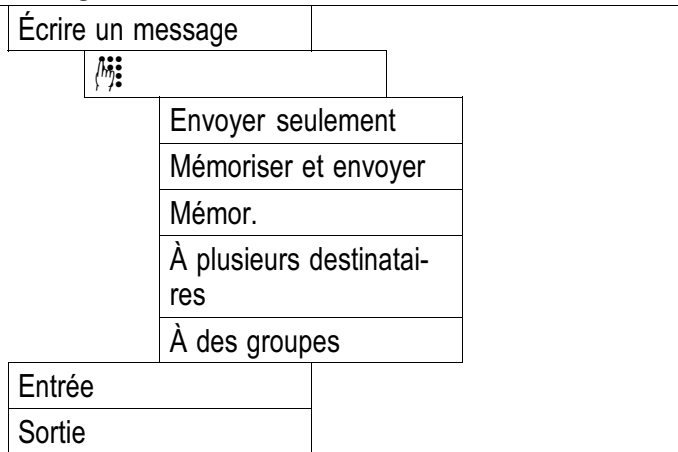 Écrire un message
Envoyer seulement
Mémoriser et envoyer
Mémor.
À plusieurs destinatai-
res
À des groupes
Entrée
Sortie